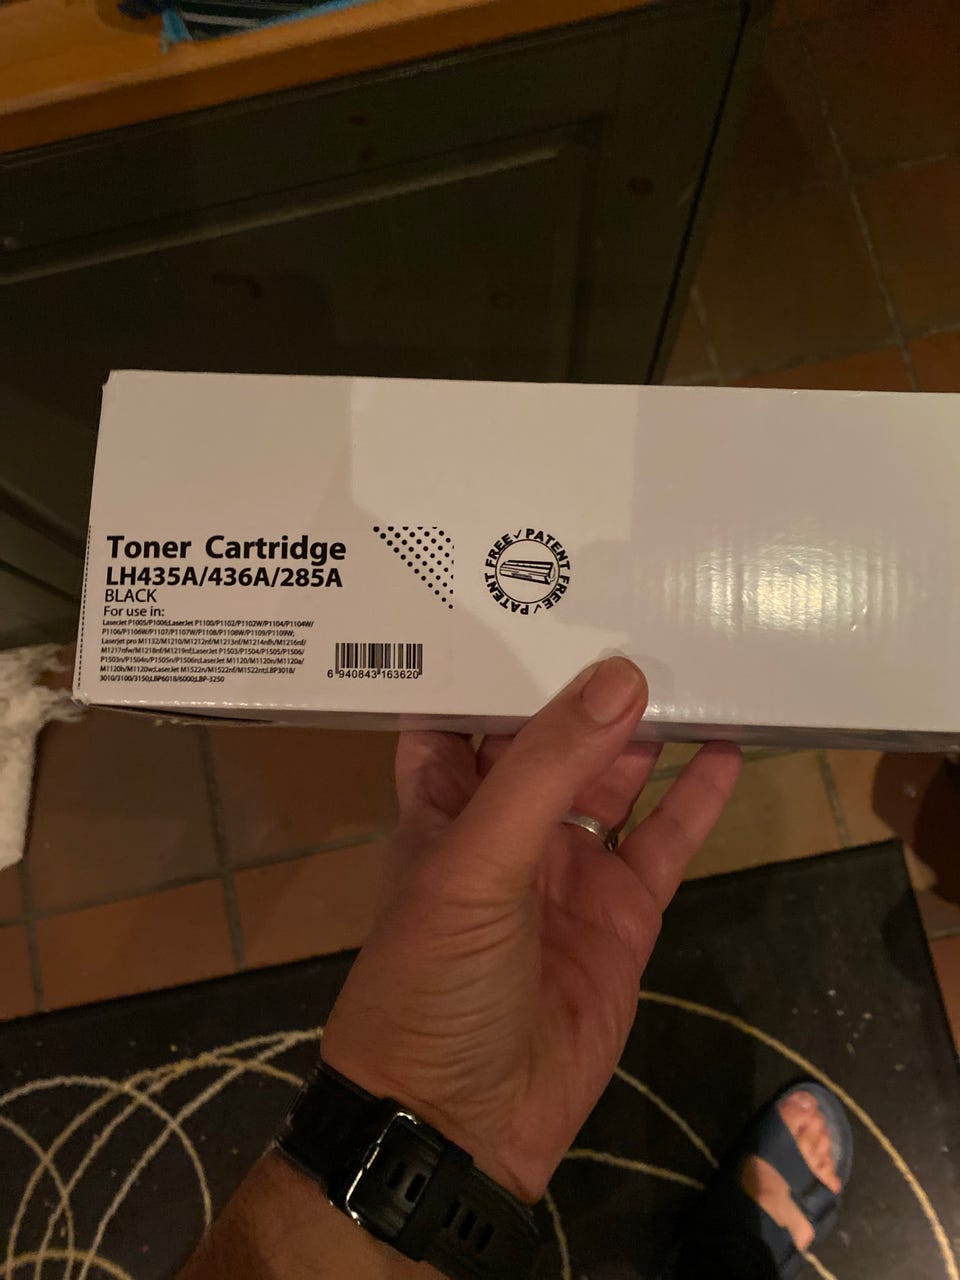 Toner Cartridge
LH435A/436A/285A
BLACK
For use in:
LaserJet P1005/P1006;LaserJet P1100/P1102/P1102W/P1104/P1104W/
P1106/P1106W/P1107/P1107W/P1108/P1108W/P1109/P1109W;
Laserjet pro M1132/M1210/M1212nf/M1213nf/M1214nfh/M1216nf/
M1217nfw/M1218nf/M1219nf;LaserJet P1503/P1504/P1505/P1506/
P1503n/P1504n/P1505n/P1506n;LaserJet M1120/M1120n/M1120a/
M1120h/M1120w;LaserJet M1522n/M1522nf/M1522nt;LBP3018/
3010/3100/3150;LBP6018/6000;LBP-3250
6 940843 163620
PATENT FREE✓PATENT FREE✓